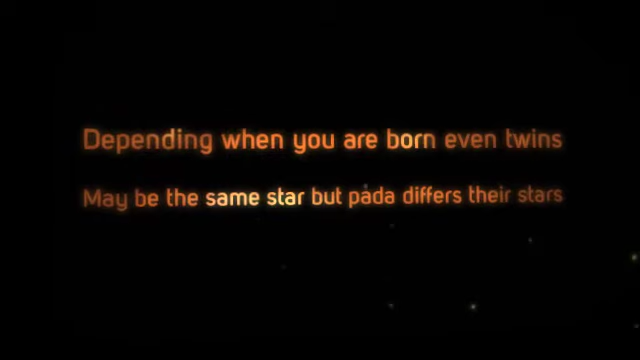 Depending when you are born even twins
May be the same star but pada differs their stars